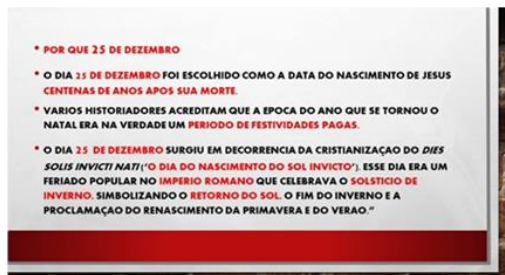 • POR QUE 25 DE DEZEMBRO
• O DIA 25 DE DEZEMBRO FOI ESCOLHIDO COMO A DATA DO NASCIMENTO DE JESUS
CENTENAS DE ANOS APOS SUA MORTE.
• VARIOS HISTORIADORES ACREDITAM QUE A EPOCA DO ANO QUE SE TORNOU O
NATAL ERA NA VERDADE UM PERIODO DE FESTIVIDADES PAGAS.
• O DIA 25 DE DEZEMBRO SURGIU EM DECORRENCIA DA CRISTIANIZAÇAO DO DIES
SOLIS INVICTI NATI ("O DIA DO NASCIMENTO DO SOL INVICTO"). ESSE DIA ERA UM
FERIADO POPULAR NO IMPERIO ROMANO QUE CELEBRAVA O SOLSTICIO DE
INVERNO. SIMBOLIZANDO O RETORNO DO SOL. O FIM DO INVERNO E A
PROCLAMAÇAO DO RENASCIMENTO DA PRIMAVERA E DO VERAO."